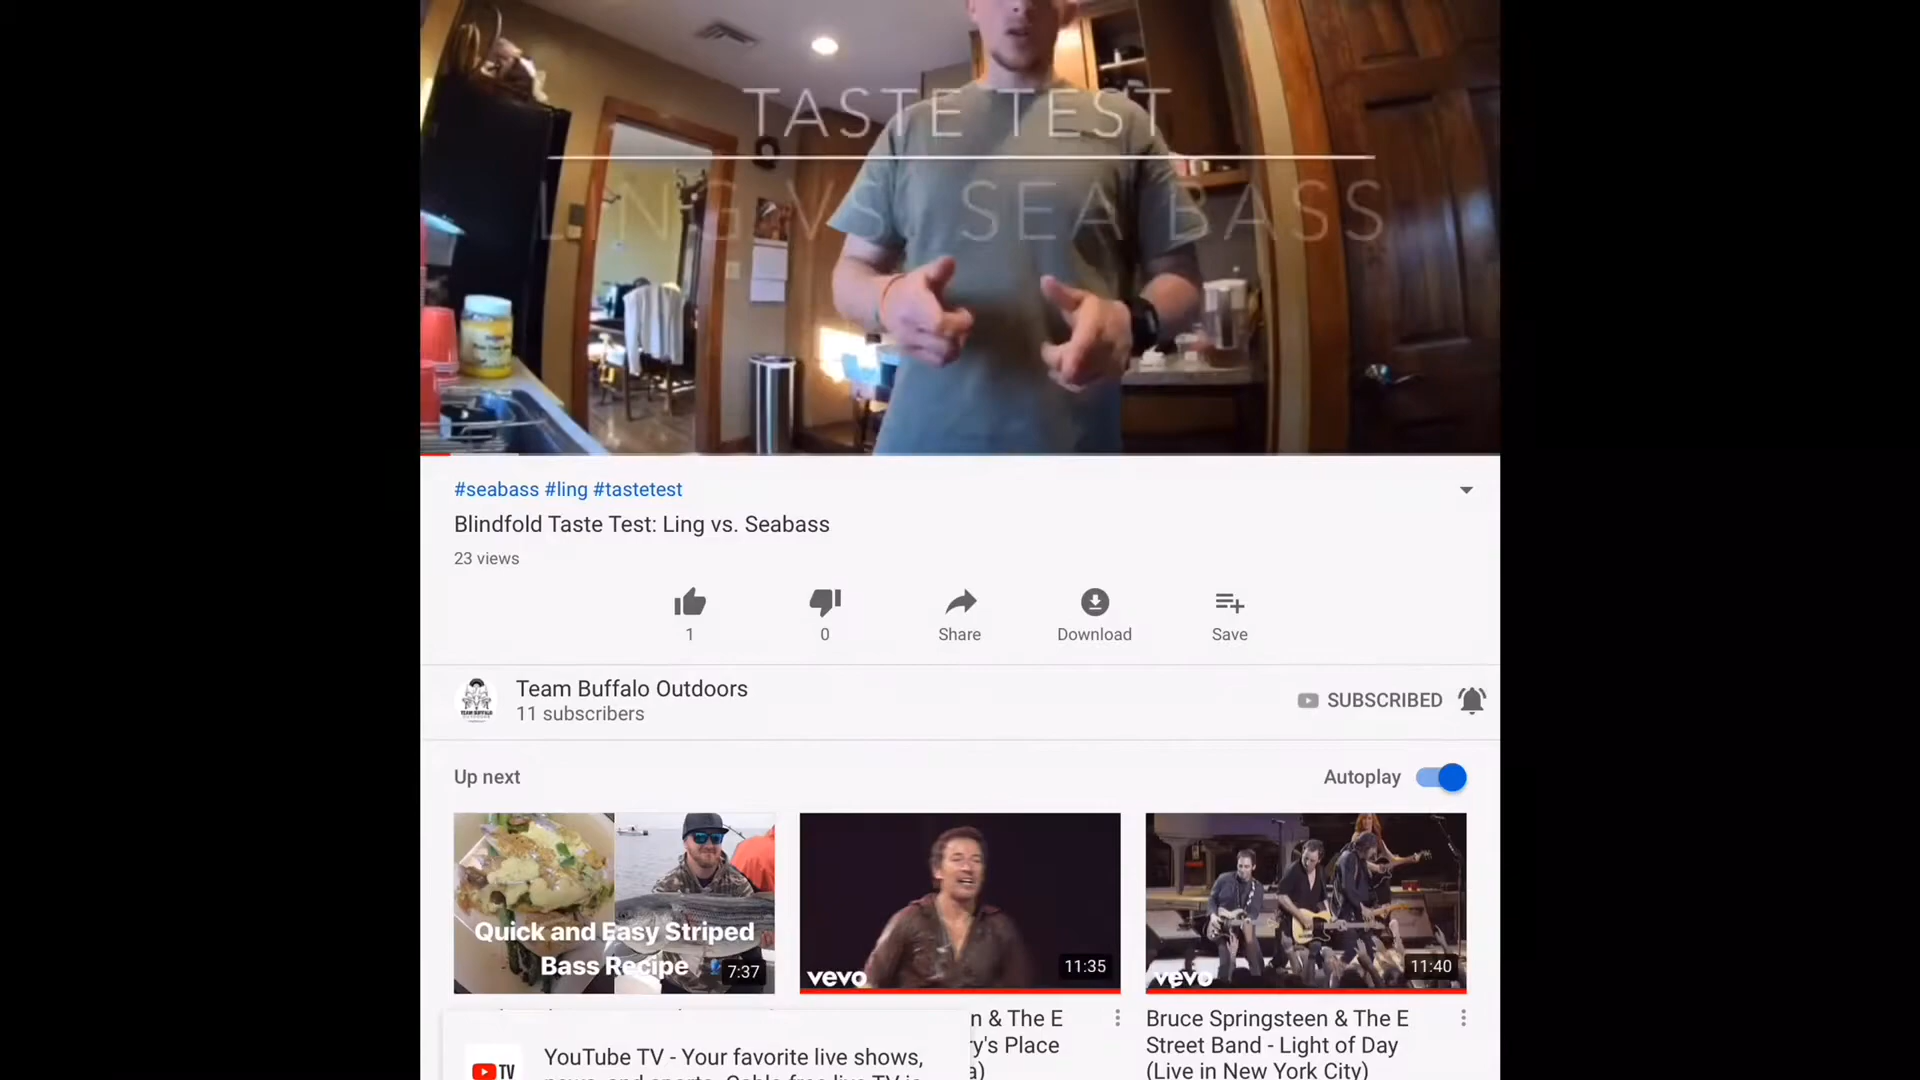 TASTE TEST
LING VS. SEA BASS
#seabass #ling #tastetest
Blindfold Taste Test: Ling vs. Seabass
23 views
1
0
Share
Download
Save
Team Buffalo Outdoors
11 subscribers
SUBSCRIBED
Up next
Autoplay
Quick and Easy Striped
Bass Recipe
7:37
vevo
11:35
vevo
11:40
n & The E
ry's Place
a)
Bruce Springsteen & The E
Street Band - Light of Day
(Live in New York City)
TV
YouTube TV - Your favorite live shows,